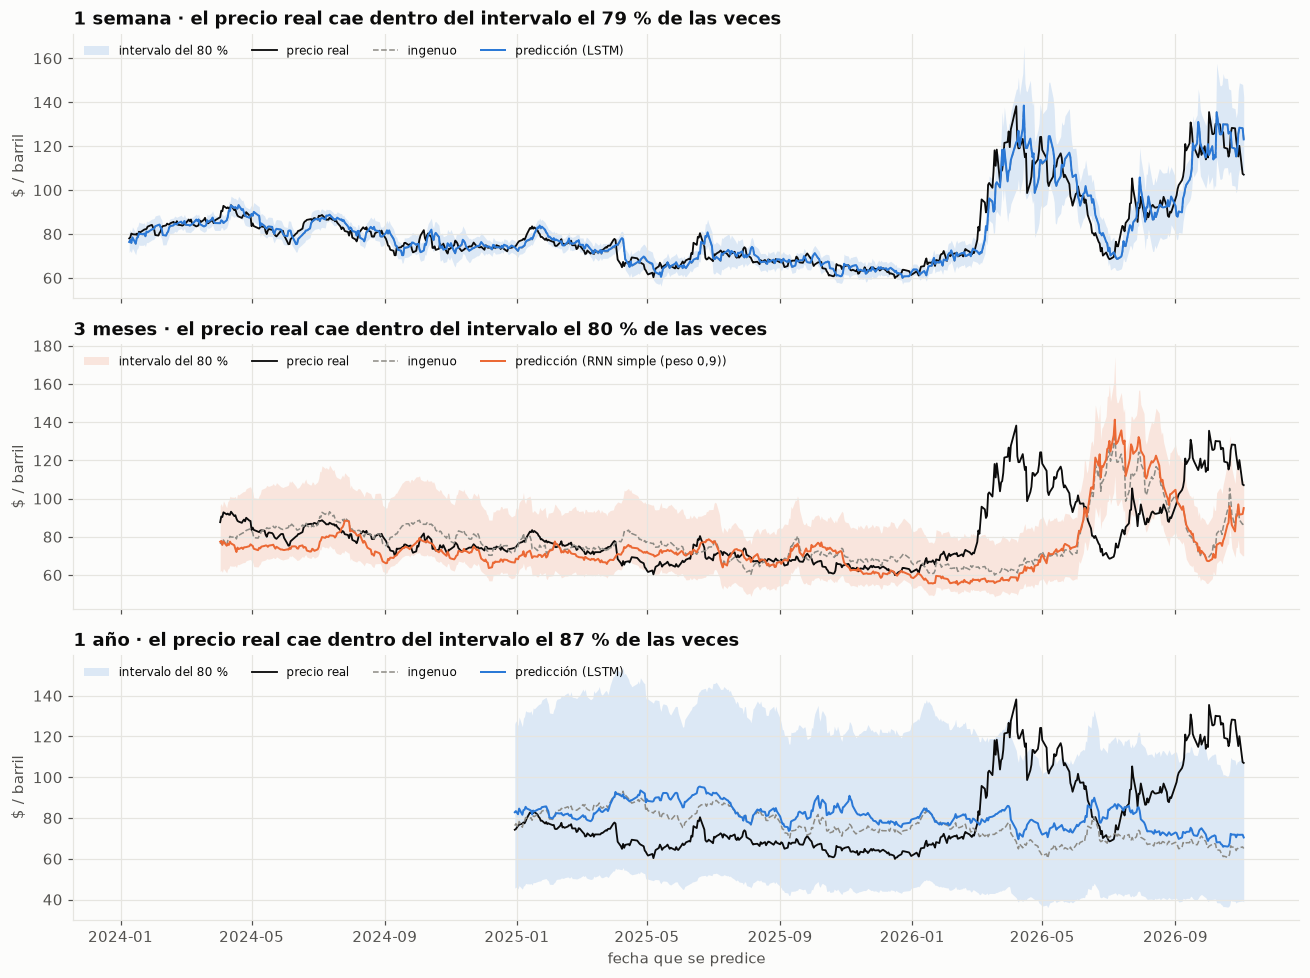 1 semana · el precio real cae dentro del intervalo el 79 % de las veces
intervalo del 80 % precio real ingenuo predicción (LSTM)
160
140
120
100
80
60
$ / barril
3 meses · el precio real cae dentro del intervalo el 80 % de las veces
180
intervalo del 80 % precio real ingenuo predicción (RNN simple (peso 0,9))
160
140
120
100
80
60
$ / barril
1 año · el precio real cae dentro del intervalo el 87 % de las veces
intervalo del 80 % precio real ingenuo predicción (LSTM)
140
120
100
80
60
40
$ / barril
2024-01 2024-05 2024-09 2025-01 2025-05 2025-09 2026-01 2026-05 2026-09
fecha que se predice